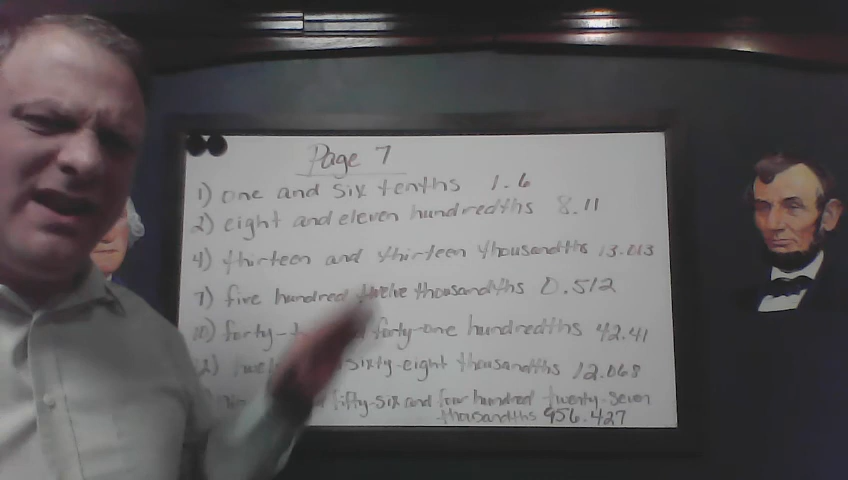 Page 7
1) one and six tenths 1.6
2) eight and eleven hundredths 8.11
4) thirteen and thirteen thousandths 13.013
7) five hundred twelve thousandths 0.512
10) forty- forty-one hundredths 42.41
sixty-eight thousandths 12.068
fifty-six and four hundred twenty-seven
thousandths 956.427